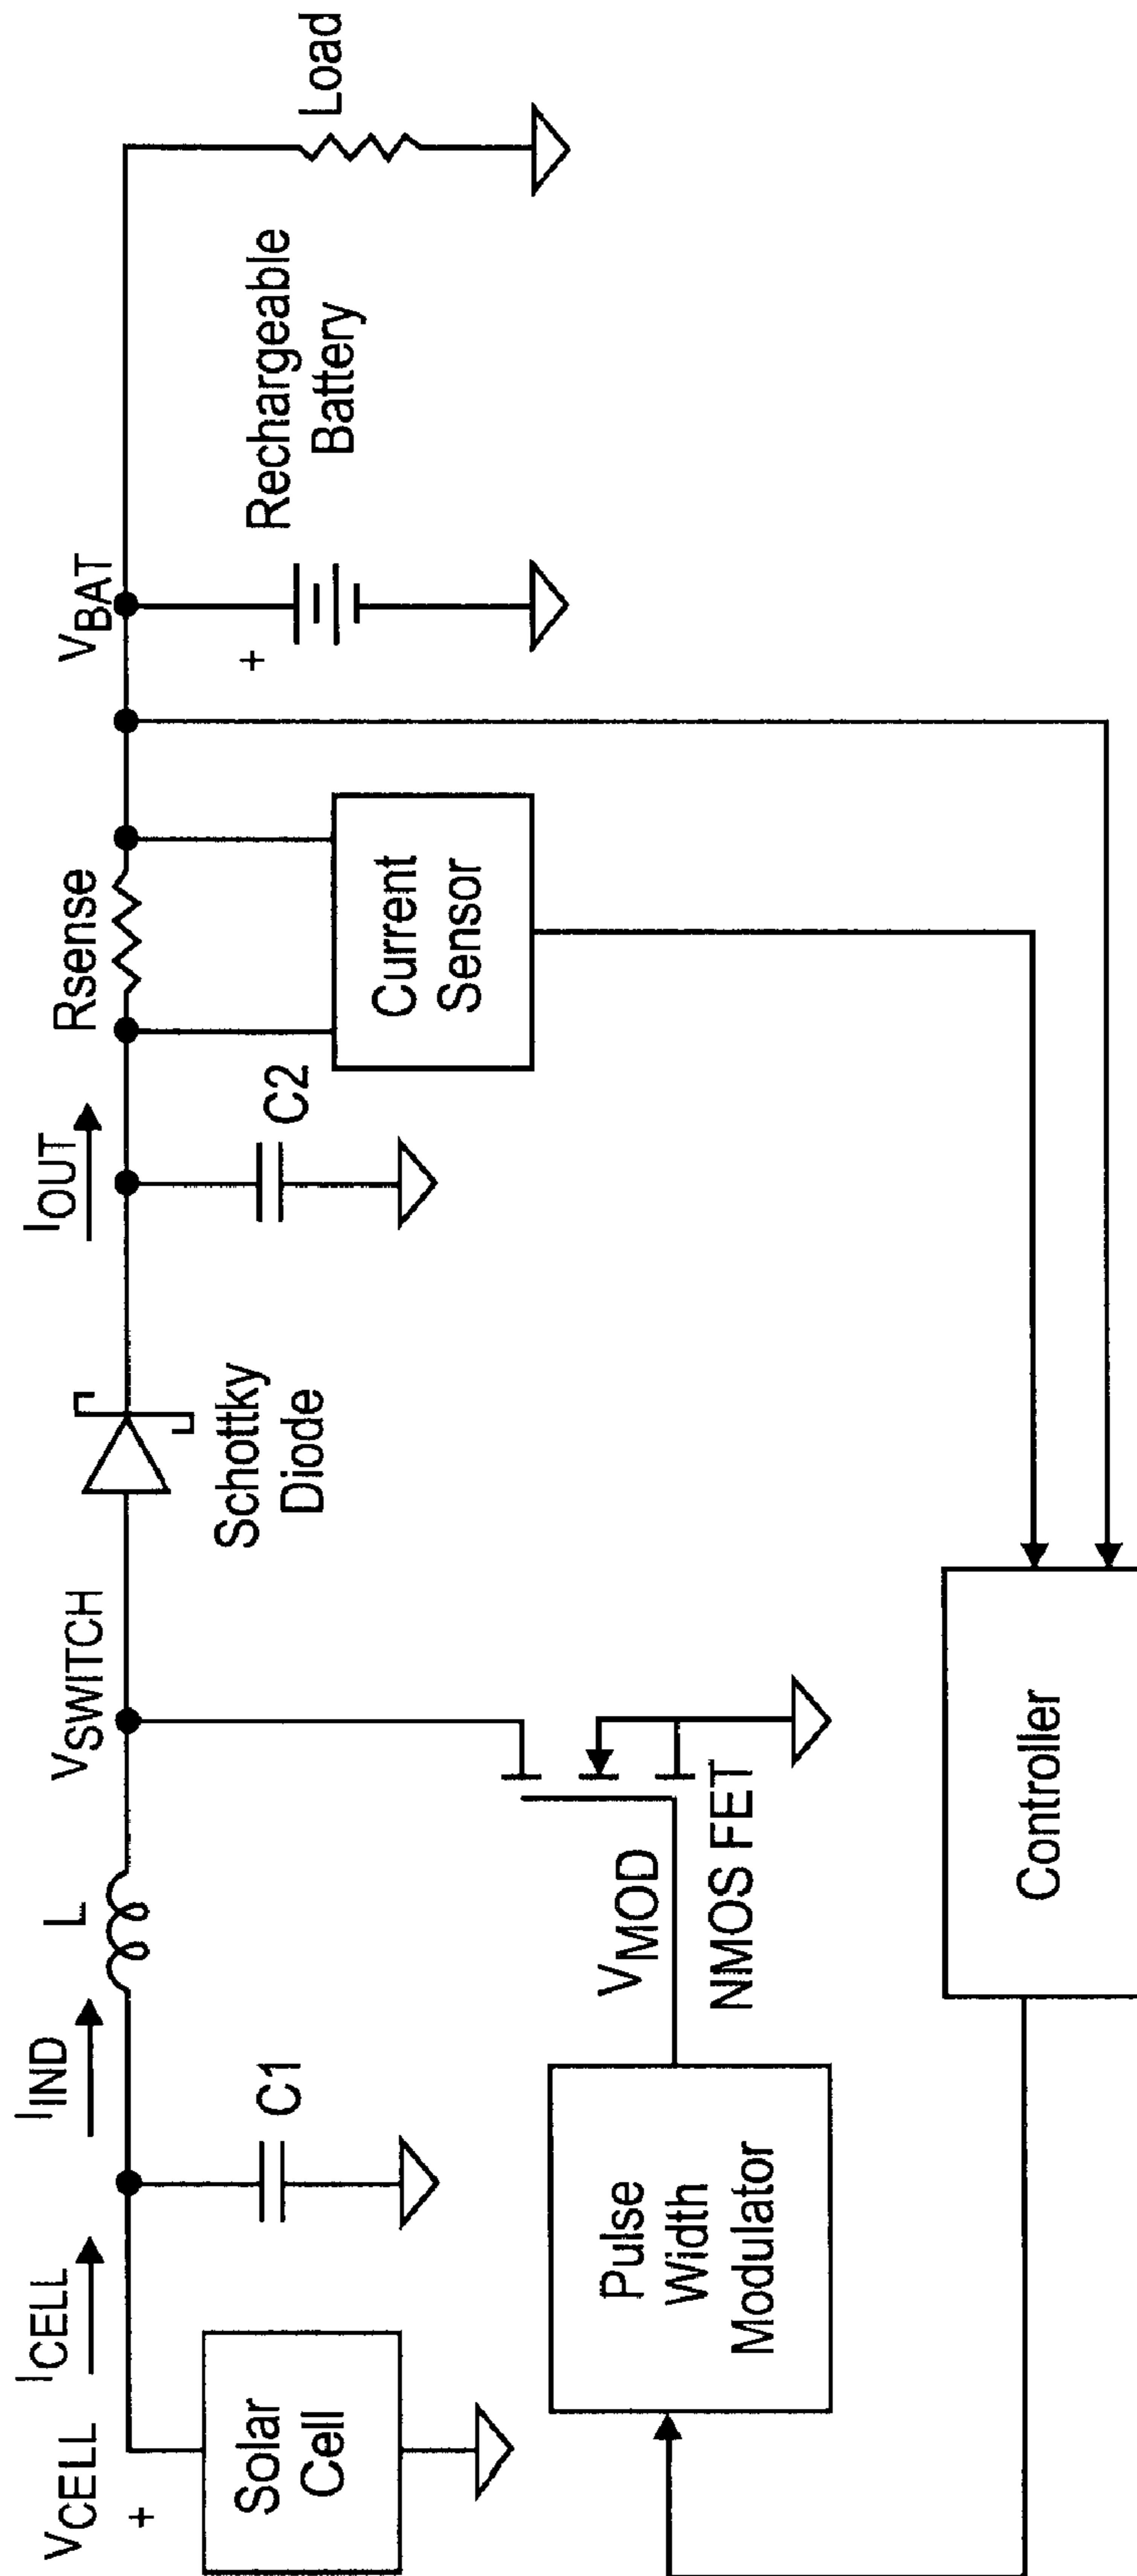 VCELL
+
ICELL
Solar
Cell
C1
IIND
L
VSWITCH
Schottky
Diode
IOUT
C2
Rsense
Current
Sensor
VBAT
+
Rechargeable
Battery
Load
Pulse
Width
Modulator
VMOD
NMOS FET
Controller